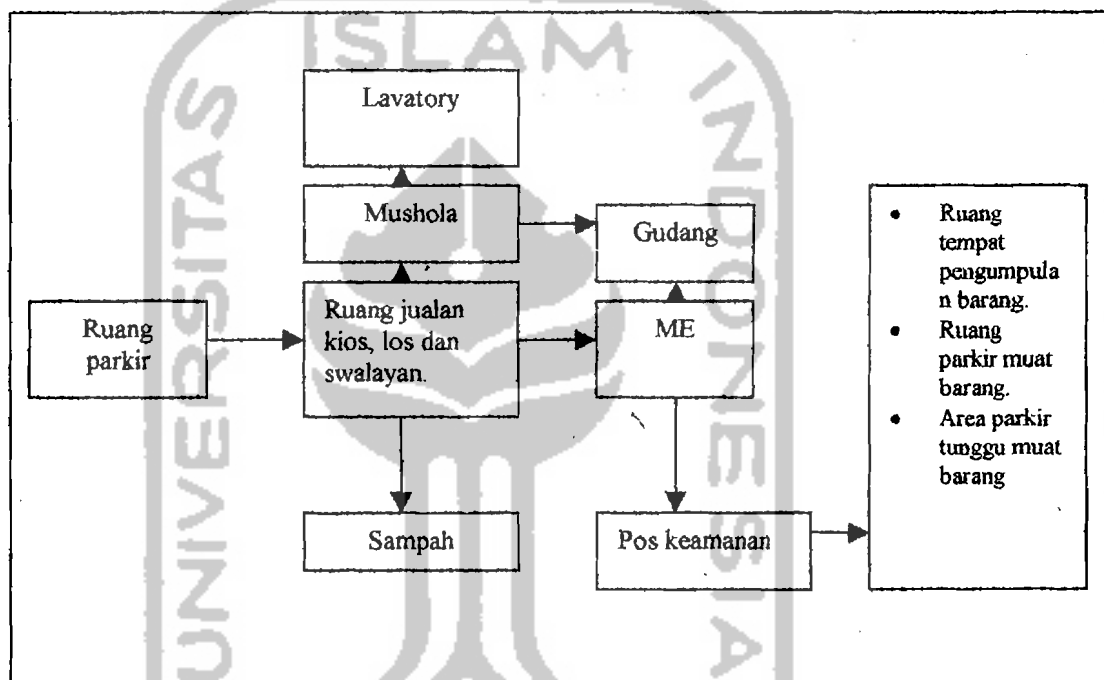 UNIVERSITAS
ISLAM
INDONESIA
Lavatory
Mushola
Gudang
Ruang
parkir
Ruang jualan
kios, los dan
swalayan.
ME
Sampah
Pos keamanan
• Ruang
tempat
pengumpula
n barang.
• Ruang
parkir muat
barang.
• Area parkir
tunggu muat
barang